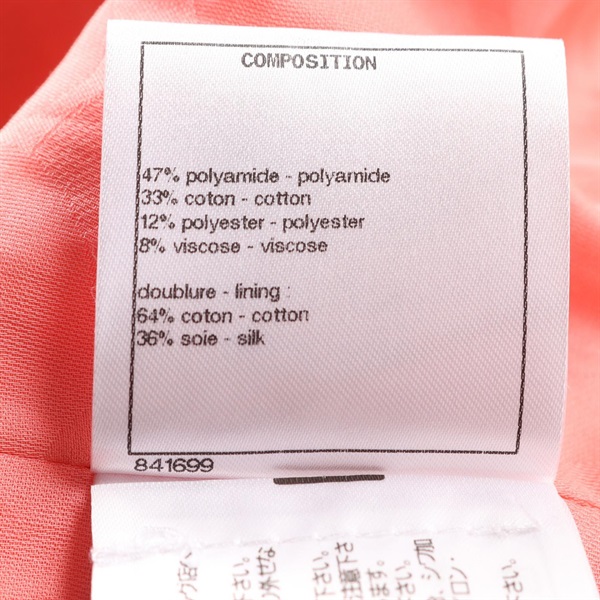 COMPOSITION
47% polyamide - polyamide
33% coton - cotton
12% polyester - polyester
8% viscose - viscose
doublure - lining :
64% coton - cotton
36% soie - silk
841699